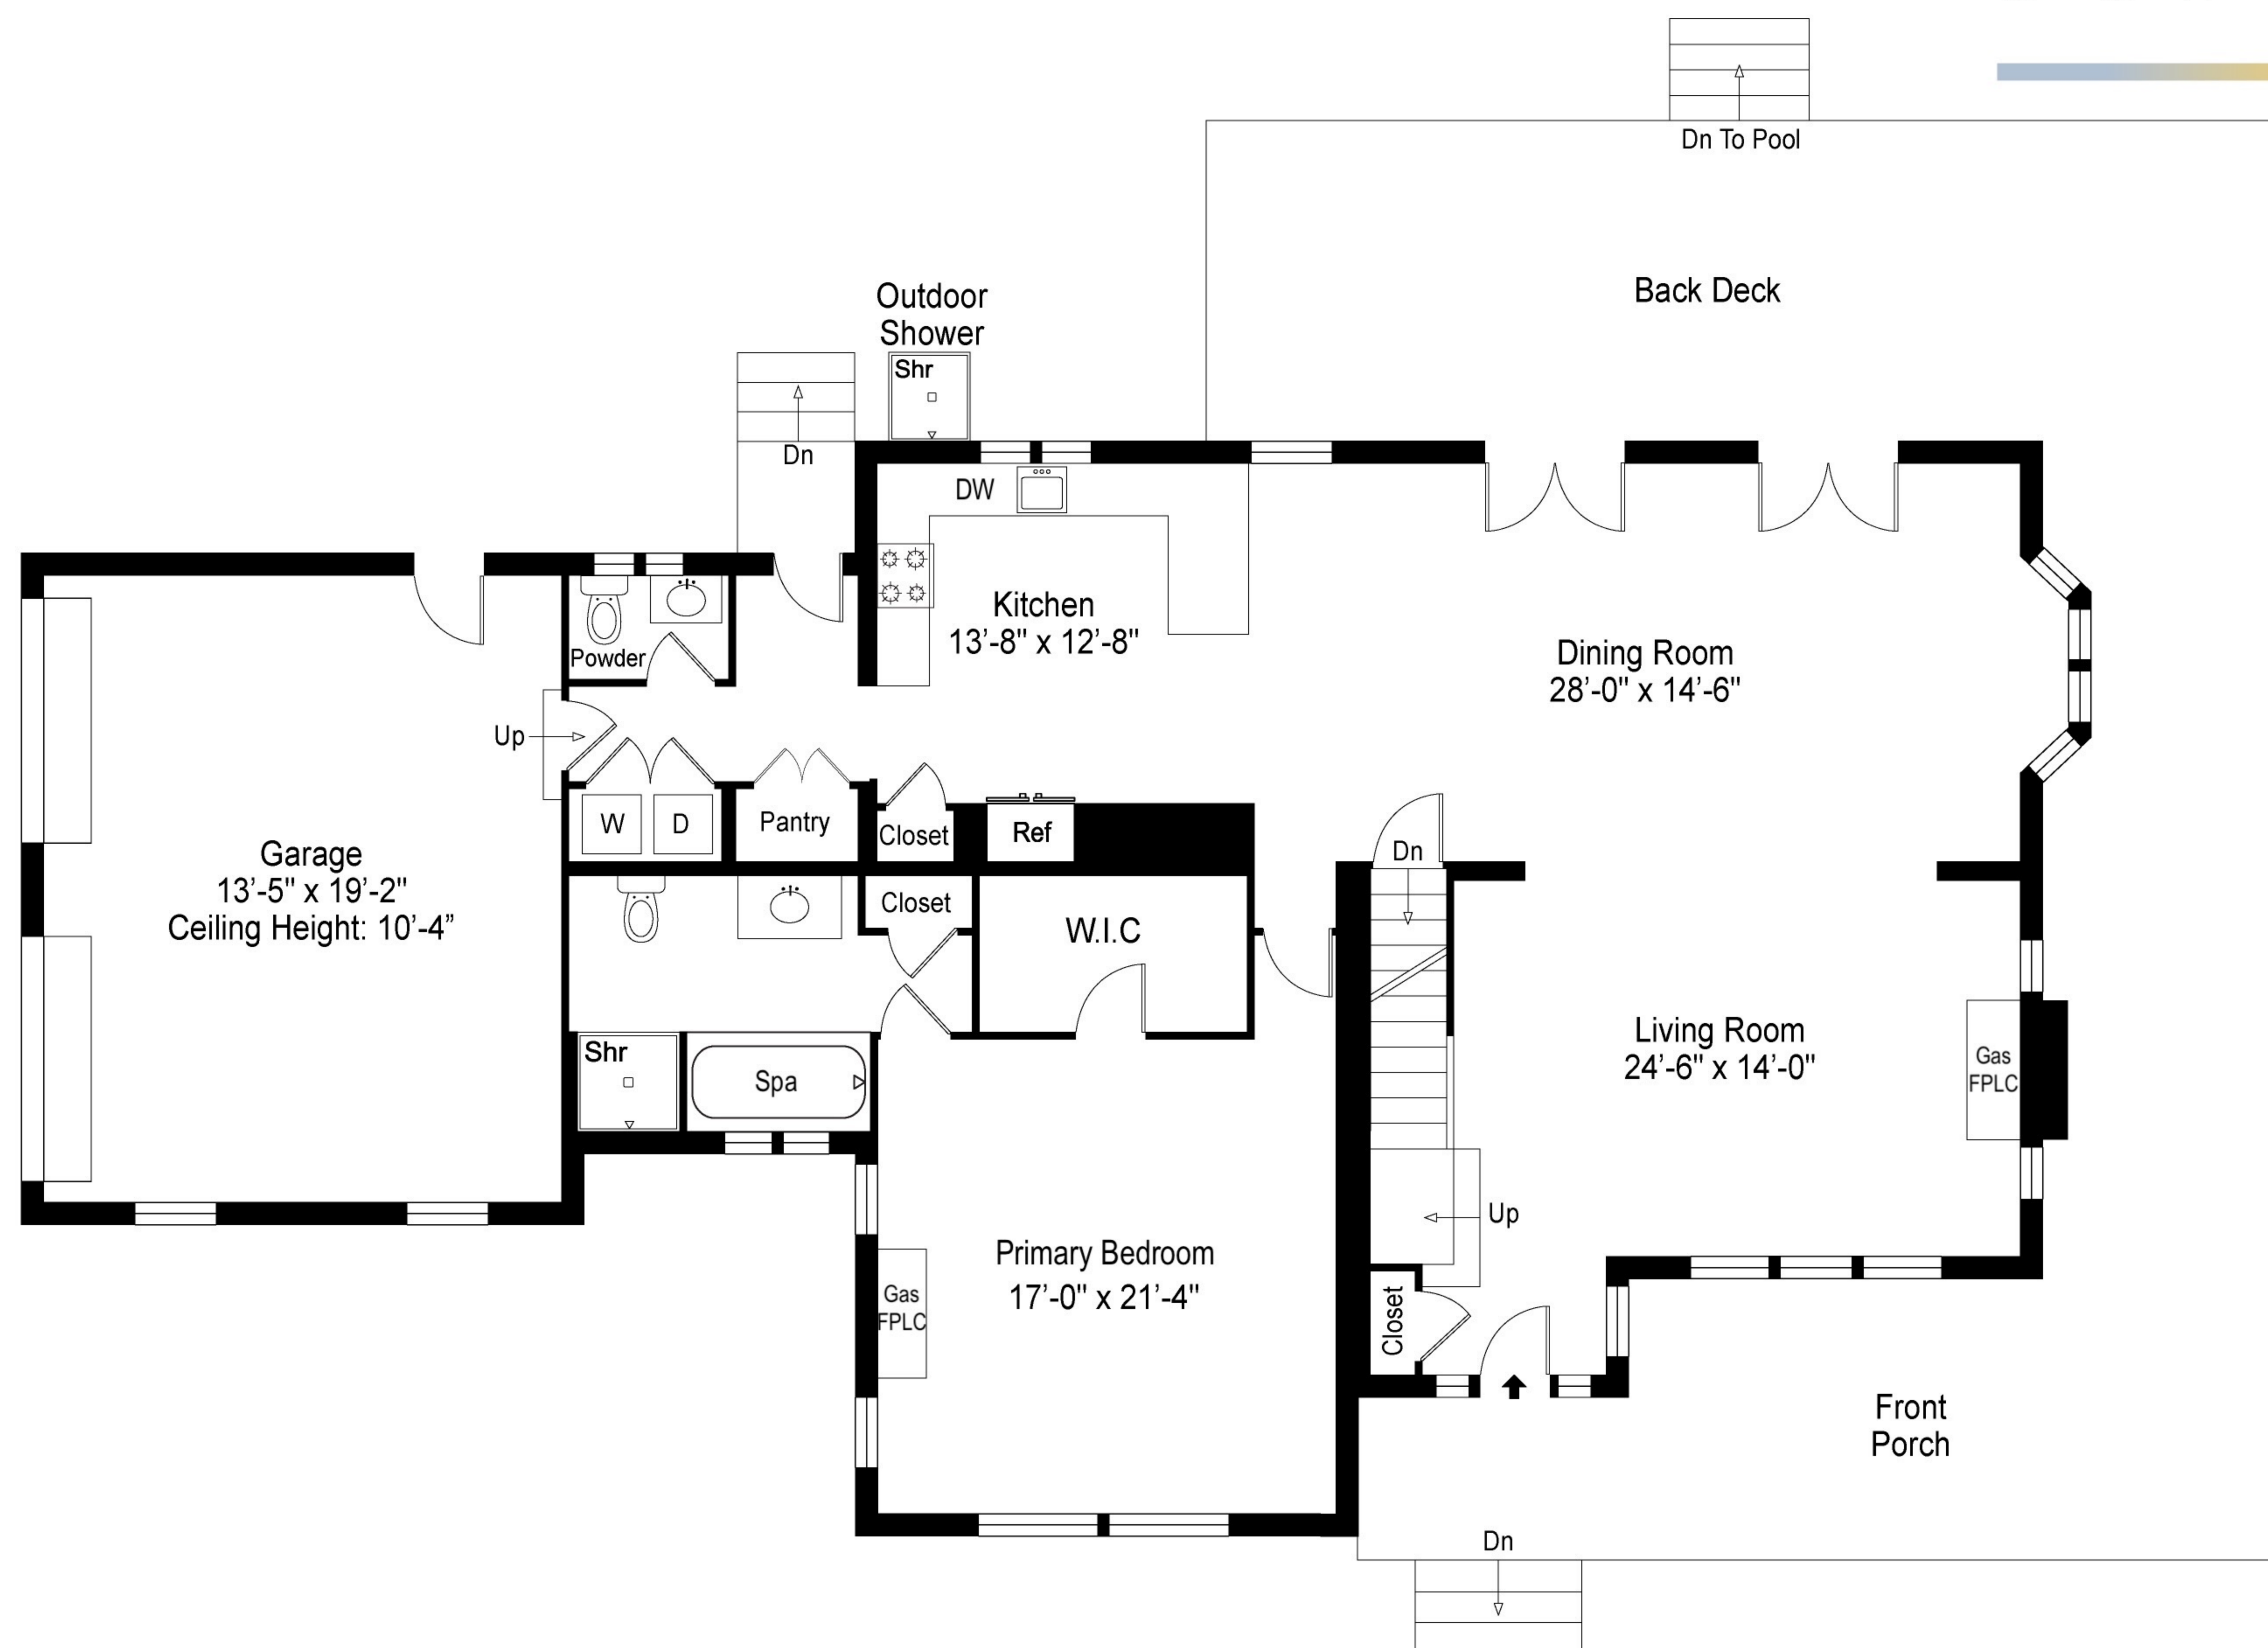 Dn To Pool
Back Deck
Outdoor
Shower
Shr
Dn
DW
Kitchen
13'-8" x 12'-8"
Dining Room
28'-0" x 14'-6"
Powder
Up
W
D
Pantry
Closet
Ref
Dn
Garage
13'-5" x 19'-2"
Ceiling Height: 10'-4”
Closet
W.I.C
Living Room
24'-6" x 14'-0"
Gas
FPLC
Shr
Spa
Up
Primary Bedroom
17'-0" x 21'-4"
Gas
FPLC
Closet
Front
Porch
Dn